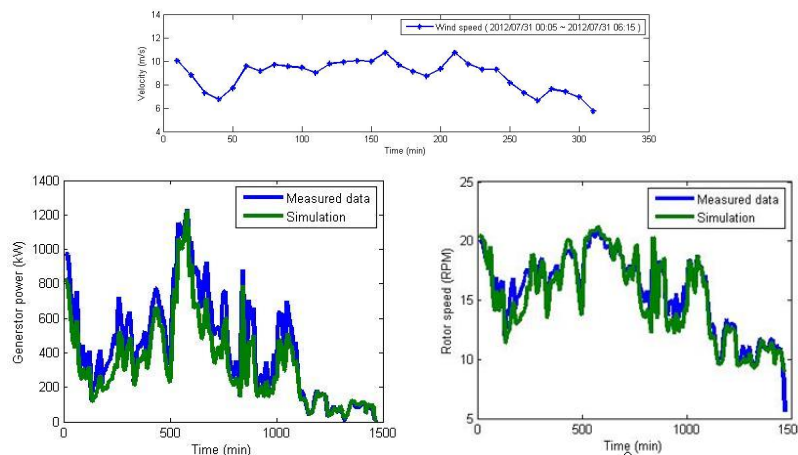 14
12
10
8
6
4
Velocity (m/s)
Wind speed ( 2012/07/31 00:05 ~ 2012/07/31 06:15 )
0 50 100 150 200 250 300 350
Time (min)
1400
1200
1000
800
600
400
200
0
Generstor power (kW)
Measured data
Simulation
0 500 1000 1500
Time (min)
25
20
15
10
5
Rotor speed (RPM)
Measured data
Simulation
0 500 1000 150
Time (min)